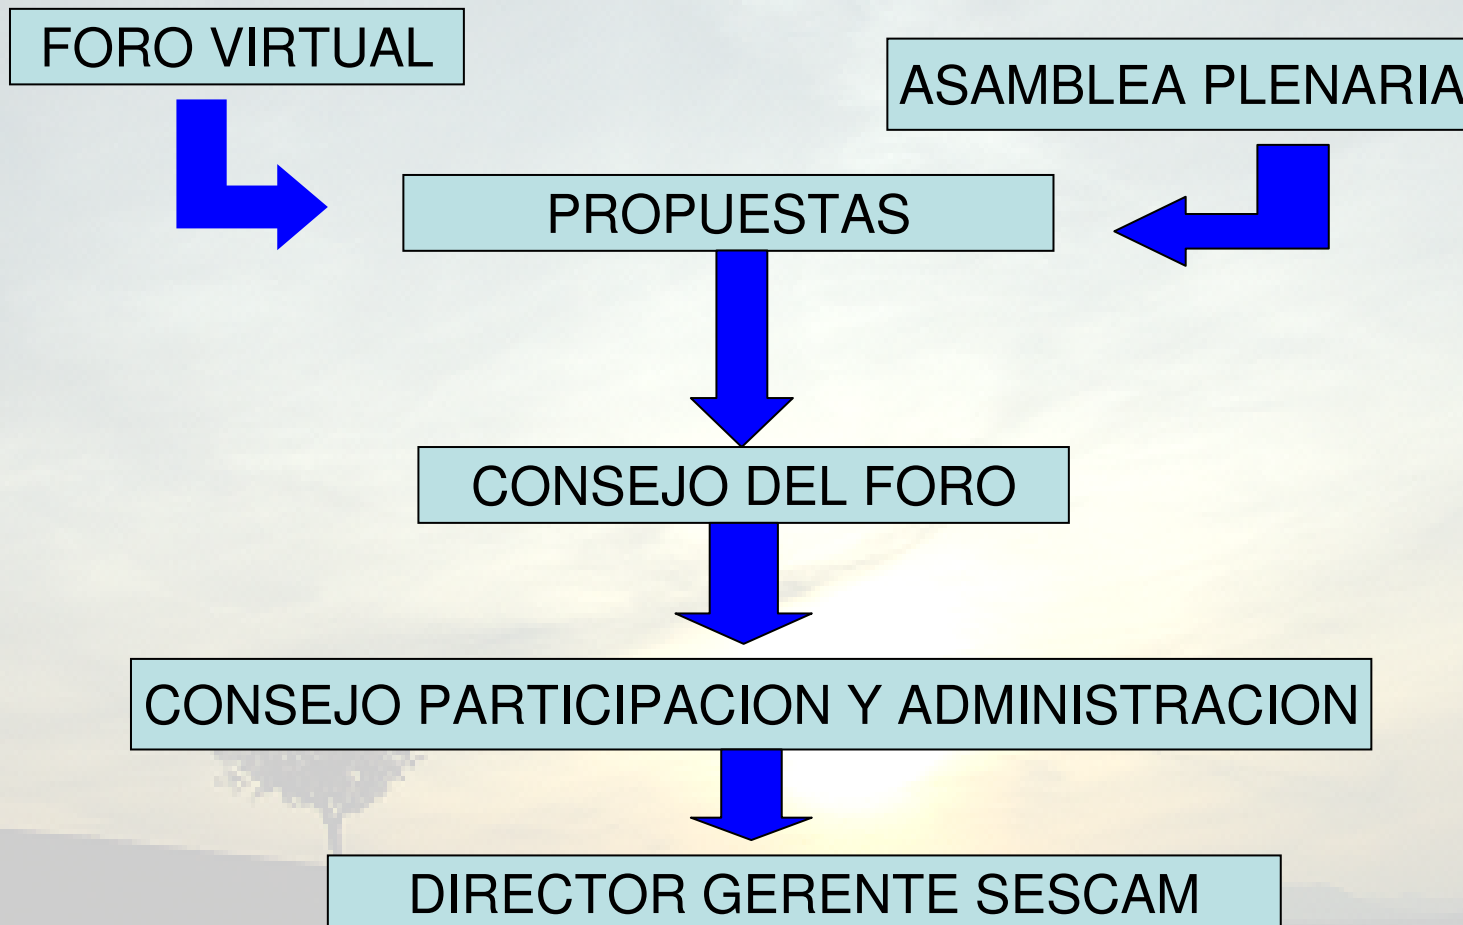 FORO VIRTUAL
ASAMBLEA PLENARIA
PROPUESTAS
CONSEJO DEL FORO
CONSEJO PARTICIPACION Y ADMINISTRACION
DIRECTOR GERENTE SESCAM